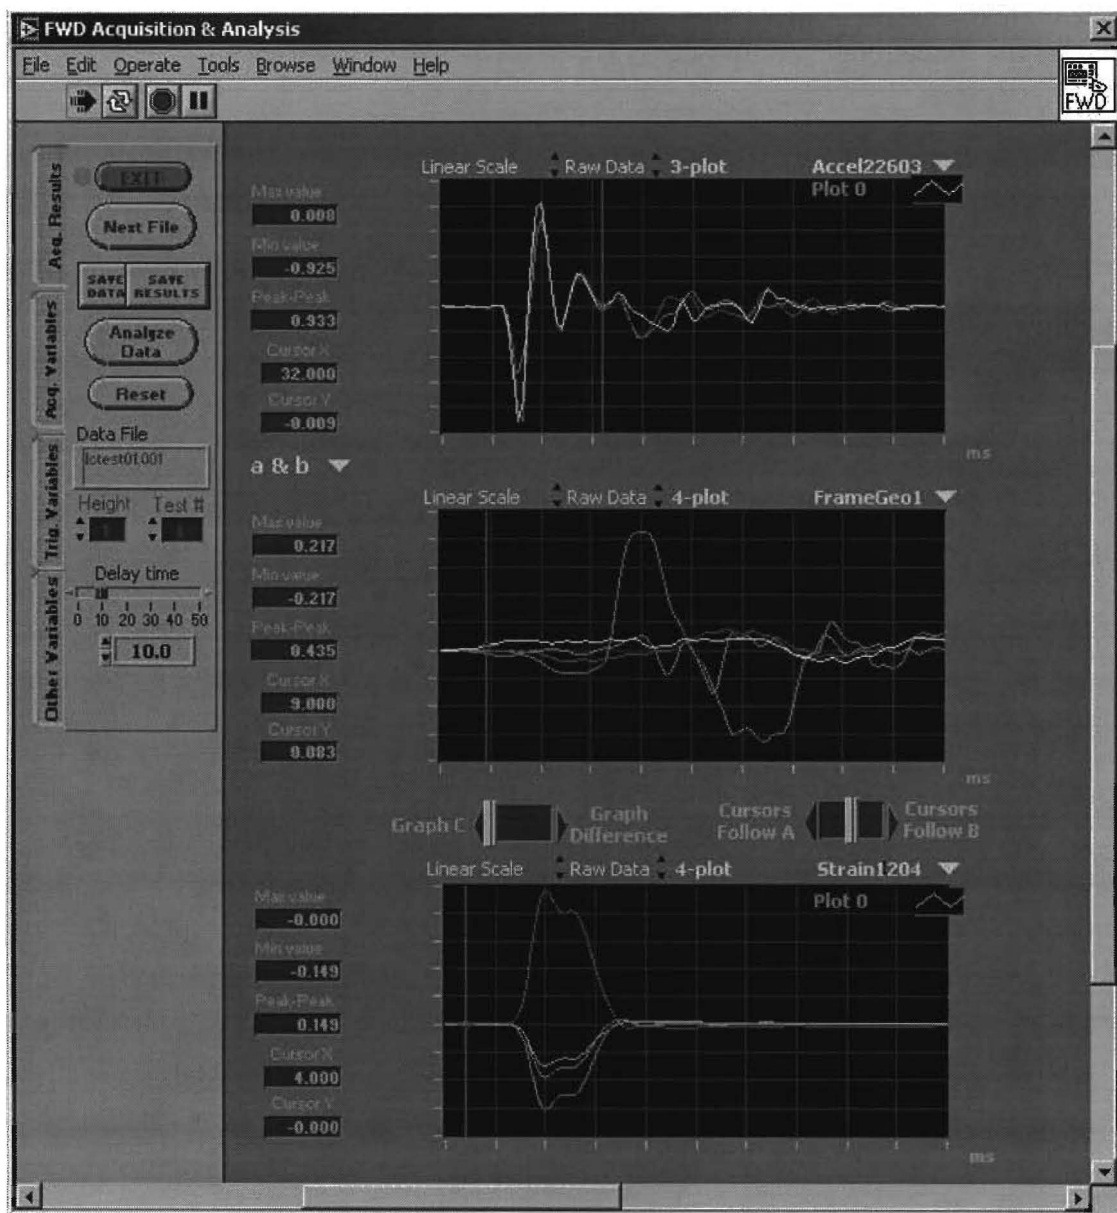 FWD Acquisition & Analysis
File Edit Operate Tools Browse Window Help
FWD
Acq. Results
Acq. Variables
Trig. Variables
Other Variables
EXIT
Next File
SAVE DATA
SAVE RESULTS
Analyze Data
Reset
Data File
Height Test #
Delay time
0 10 20 30 40 50
10.0
Linear Scale Raw Data 3-plot Accel22603
Plot 0
Max value
0.008
Min value
-0.925
Peak-Peak
0.933
Cursor X
32.000
Cursor Y
-0.009
ms
a & b
Linear Scale Raw Data 4-plot FrameGeo1
Max value
0.217
Min value
-0.217
Peak-Peak
0.435
Cursor X
9.000
Cursor Y
0.083
ms
Graph C Graph Difference
Cursors Follow A Cursors Follow B
Linear Scale Raw Data 4-plot Strain1204
Plot 0
Max value
-0.000
Min value
-0.149
Peak-Peak
0.149
Cursor X
4.000
Cursor Y
-0.000
ms